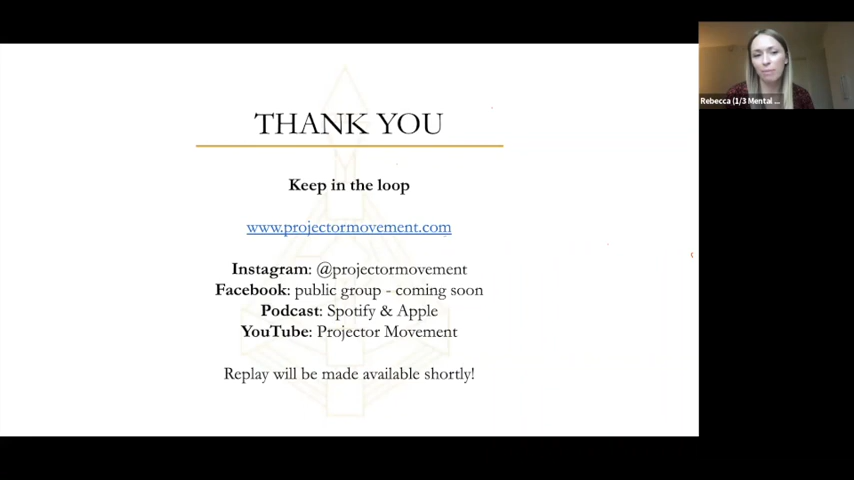 THANK YOU
Keep in the loop
www.projectormovement.com
Instagram: @projectormovement
Facebook: public group - coming soon
Podcast: Spotify & Apple
YouTube: Projector Movement
Replay will be made available shortly!
Rebecca (1/3 Mental ...